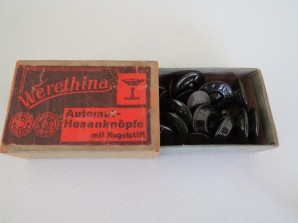 Werethina
Automat-
Hosenknöpfe
mit Kugelstift